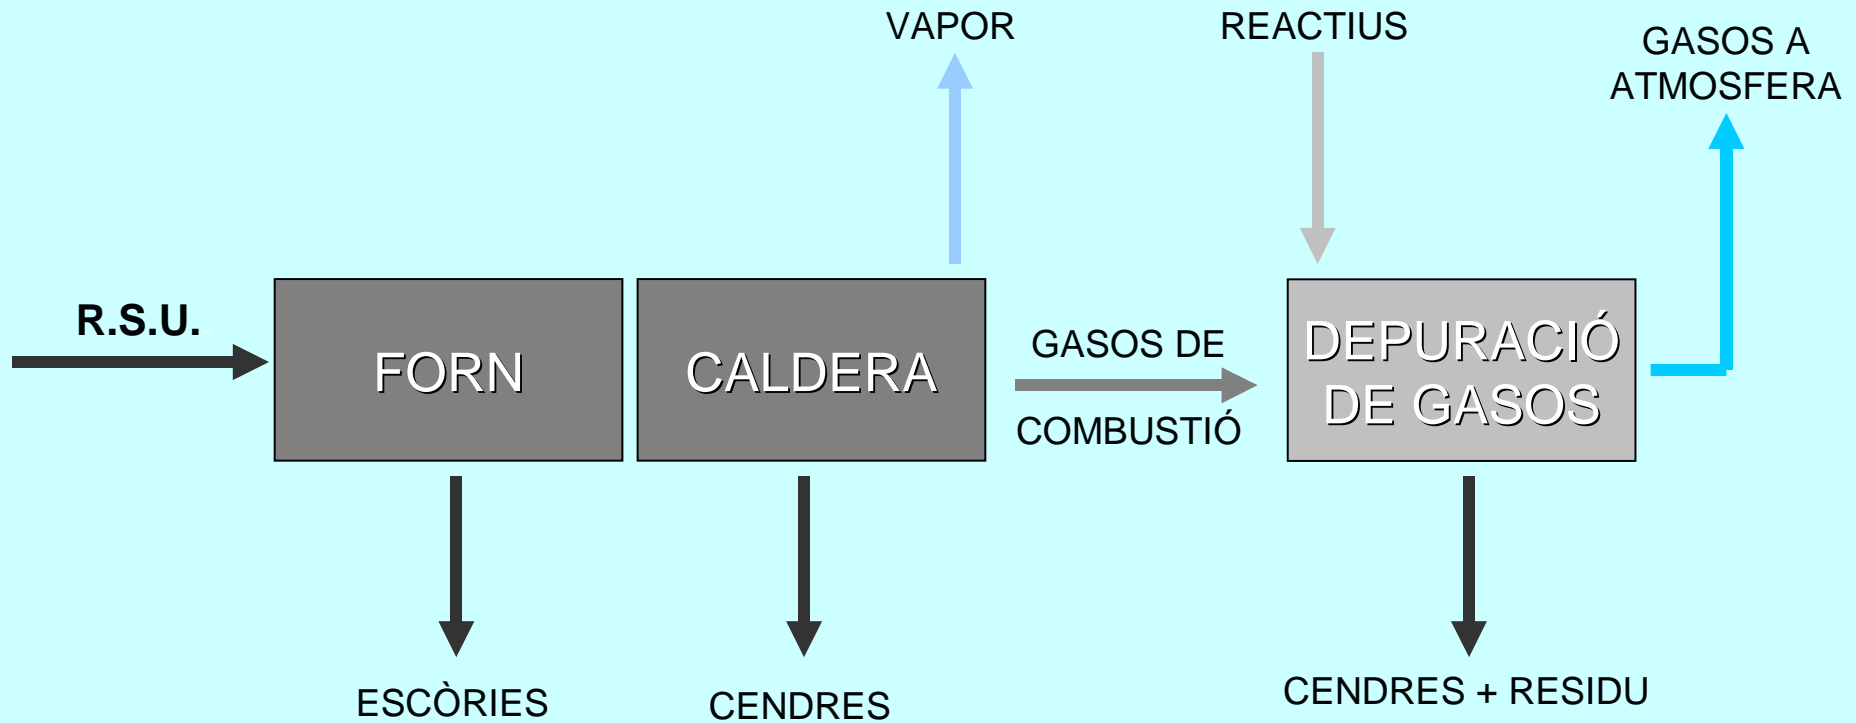 VAPOR
REACTIUS
GASOS A
ATMOSFERA
R.S.U.
FORN
CALDERA
GASOS DE
COMBUSTIÓ
DEPURACIÓ
DE GASOS
ESCÒRIES
CENDRES
CENDRES + RESIDU